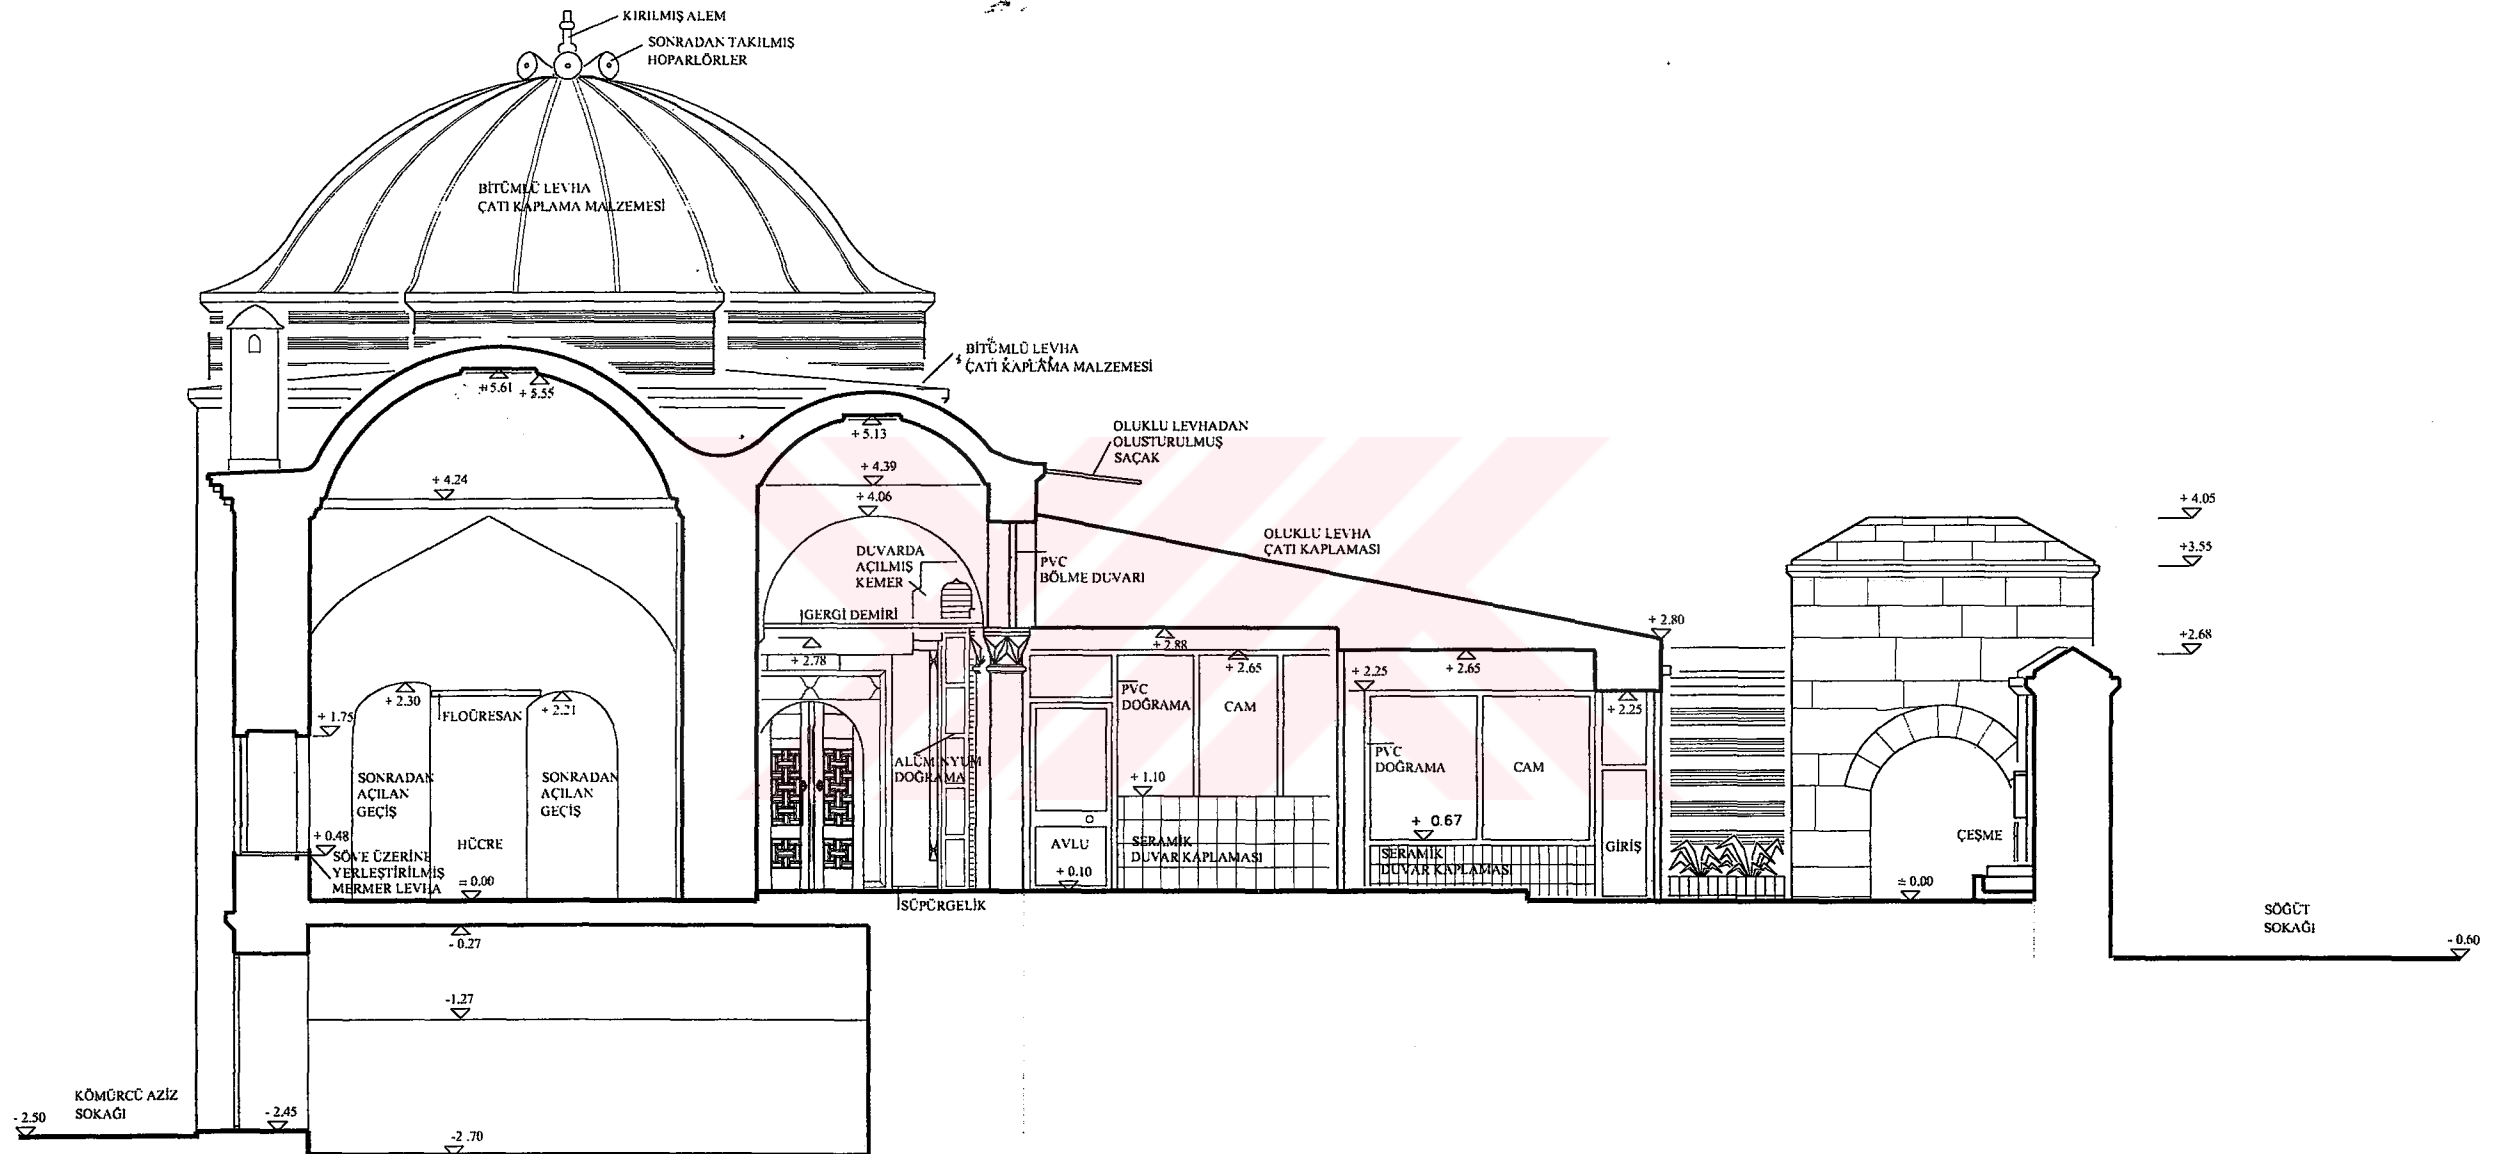 KIRILMIŞ ALEM
SONRADAN TAKILMIŞ
HOPARLÖRLER
BİTÜMLÜ LEVHA
ÇATI KAPLAMA MALZEMESİ
BİTÜMLÜ LEVHA
ÇATI KAPLAMA MALZEMESİ
+5.61
+ 5.55
OLUKLU LEVHADAN
OLUSTURULMUŞ
SAÇAK
+ 5.13
+ 4.39
+ 4.24
+ 4.06
+ 4.05
OLUKLU LEVHA
ÇATI KAPLAMASI
+3.55
DUVARDA
AÇILMIŞ
KEMER
PVC
BÖLME DUVARI
GERGİ DEMİRİ
+ 2.80
+2.68
+ 2.88
+ 2.78
+ 2.65
+ 2.65
+ 2.25
+ 2.30
+ 2.21
+ 2.25
FLOÜRESAN
+ 1.75
PVC
DOĞRAMA
CAM
PVC
DOĞRAMA
CAM
ALÜMİNYUM
DOĞRAMA
SONRADAN
AÇILAN
GEÇİŞ
SONRADAN
AÇILAN
GEÇİŞ
+ 1.10
+ 0.67
+ 0.48
HÜCRE
AVLU
SERAMİK
DUVAR KAPLAMASI
GİRİŞ
ÇEŞME
SERAMİK
DUVAR KAPLAMASI
SÖVE ÜZERİNE
YERLEŞTİRİLMİŞ
MERMER LEVHA
= 0.00
+ 0.10
= 0.00
SÜPÜRGELİK
SÖĞÜT
SOKAĞI
- 0.60
- 0.27
-1.27
KÖMÜRCÜ AZİZ
SOKAĞI
- 2.50
- 2.45
-2 .70